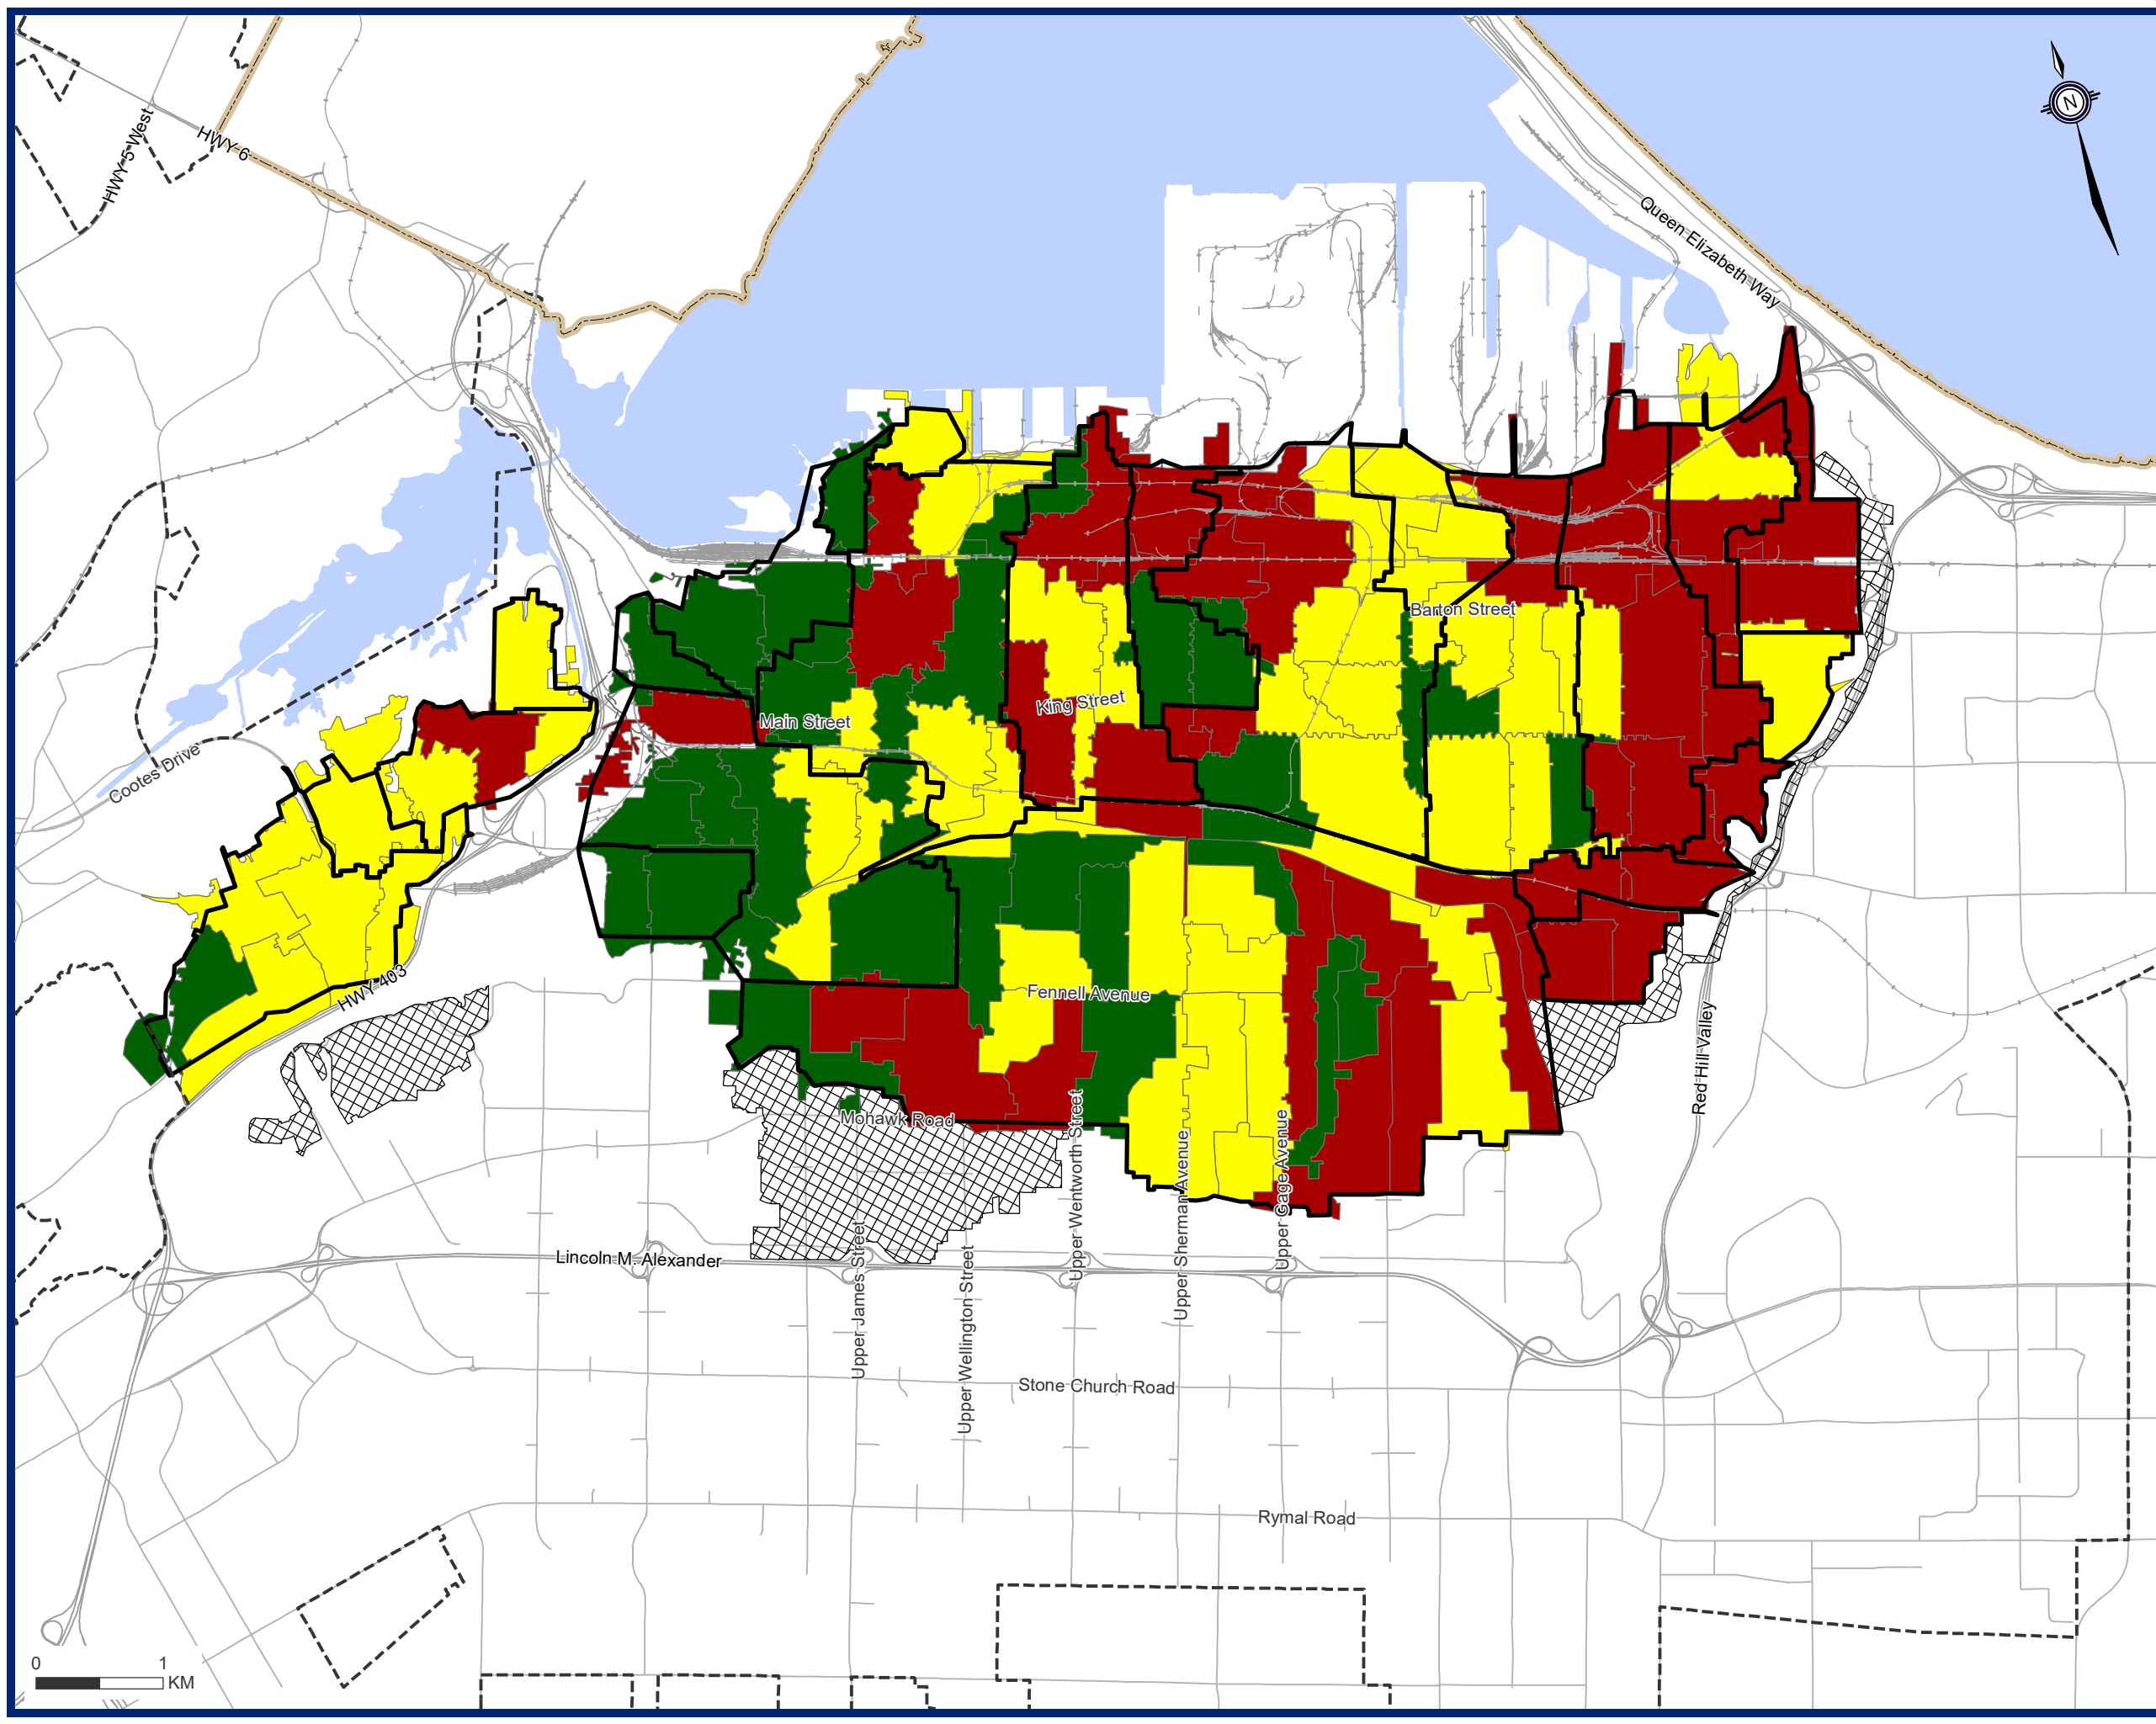 HWY 5 West
HWY 6
N
Queen Elizabeth Way
Barton Street
King Street
Main Street
Cootes Drive
HWY 403
Fennell Avenue
Red Hill Valley
Mohawk Road
Upper Wentworth Street
Upper Sherman Avenue
Upper Gage Avenue
Upper James Street
Upper Wellington Street
Lincoln M. Alexander
Stone Church Road
Rymal Road
0 1
KM